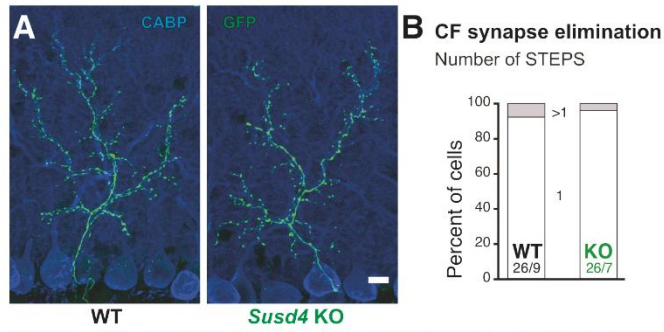 A
CABP
GFP
WT
Susd4 KO
B CF synapse elimination
Number of STEPS
Percent of cells
100
80
60
40
20
0
>1
1
WT
26/9
KO
26/7